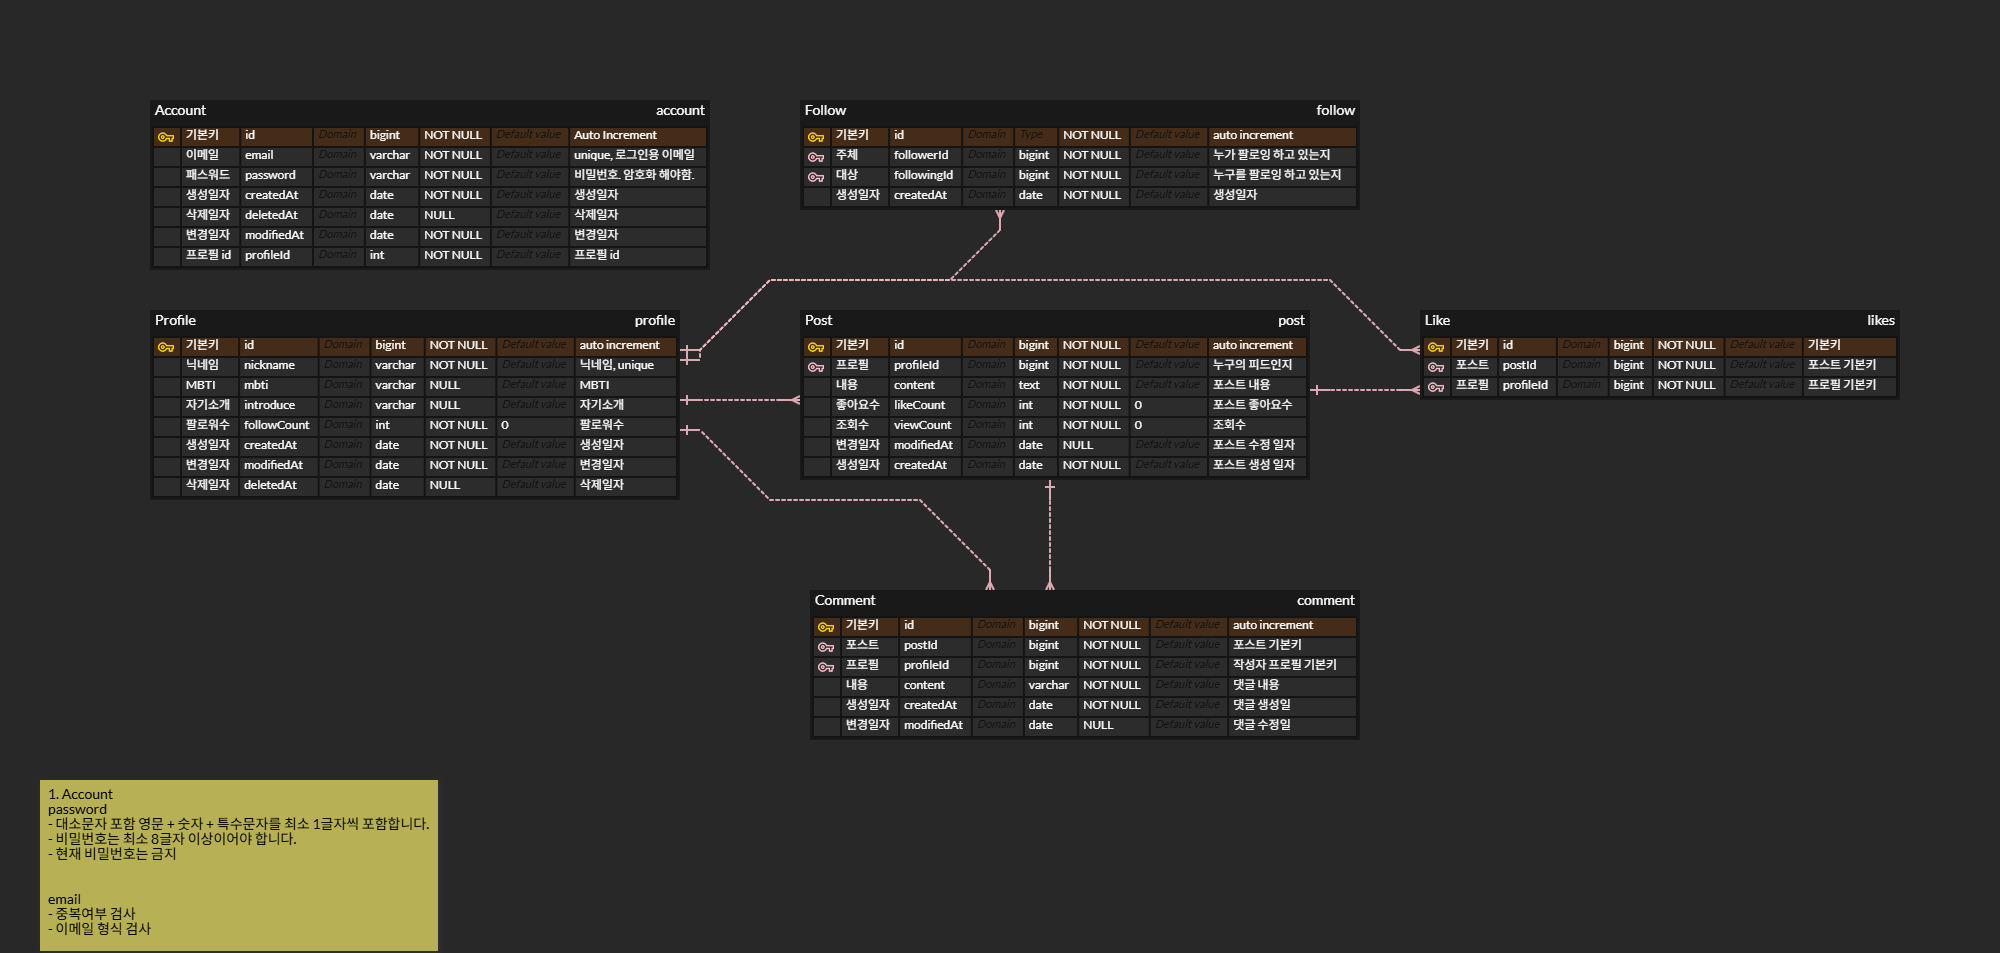 Account account
기본키 id Domain bigint NOT NULL Default value Auto Increment
이메일 email Domain varchar NOT NULL Default value unique, 로그인용 이메일
패스워드 password Domain varchar NOT NULL Default value 비밀번호. 암호화 해야함.
생성일자 createdAt Domain date NOT NULL Default value 생성일자
삭제일자 deletedAt Domain date NULL Default value 삭제일자
변경일자 modifiedAt Domain date NOT NULL Default value 변경일자
프로필 id profileId Domain int NOT NULL Default value 프로필 id
Follow follow
기본키 id Domain Type NOT NULL Default value auto increment
주체 followerId Domain bigint NOT NULL Default value 누가 팔로잉 하고 있는지
대상 followingId Domain bigint NOT NULL Default value 누구를 팔로잉 하고 있는지
생성일자 createdAt Domain date NOT NULL Default value 생성일자
Profile profile
기본키 id Domain bigint NOT NULL Default value auto increment
닉네임 nickname Domain varchar NOT NULL Default value 닉네임, unique
MBTI mbti Domain varchar NULL Default value MBTI
자기소개 introduce Domain varchar NULL Default value 자기소개
팔로워수 followCount Domain int NOT NULL 0 팔로워수
생성일자 createdAt Domain date NOT NULL Default value 생성일자
변경일자 modifiedAt Domain date NOT NULL Default value 변경일자
삭제일자 deletedAt Domain date NULL Default value 삭제일자
Post post
기본키 id Domain bigint NOT NULL Default value auto increment
프로필 profileId Domain bigint NOT NULL Default value 누구의 피드인지
내용 content Domain text NOT NULL Default value 포스트 내용
좋아요수 likeCount Domain int NOT NULL 0 포스트 좋아요수
조회수 viewCount Domain int NOT NULL 0 조회수
변경일자 modifiedAt Domain date NULL Default value 포스트 수정 일자
생성일자 createdAt Domain date NOT NULL Default value 포스트 생성 일자
Like likes
기본키 id Domain bigint NOT NULL Default value 기본키
포스트 postId Domain bigint NOT NULL Default value 포스트 기본키
프로필 profileId Domain bigint NOT NULL Default value 프로필 기본키
Comment comment
기본키 id Domain bigint NOT NULL Default value auto increment
포스트 postId Domain bigint NOT NULL Default value 포스트 기본키
프로필 profileId Domain bigint NOT NULL Default value 작성자 프로필 기본키
내용 content Domain varchar NOT NULL Default value 댓글 내용
생성일자 createdAt Domain date NOT NULL Default value 댓글 생성일
변경일자 modifiedAt Domain date NULL Default value 댓글 수정일
1. Account
password
- 대소문자 포함 영문 + 숫자 + 특수문자를 최소 1글자씩 포함합니다.
- 비밀번호는 최소 8글자 이상이어야 합니다.
- 현재 비밀번호는 금지
email
- 중복여부 검사
- 이메일 형식 검사